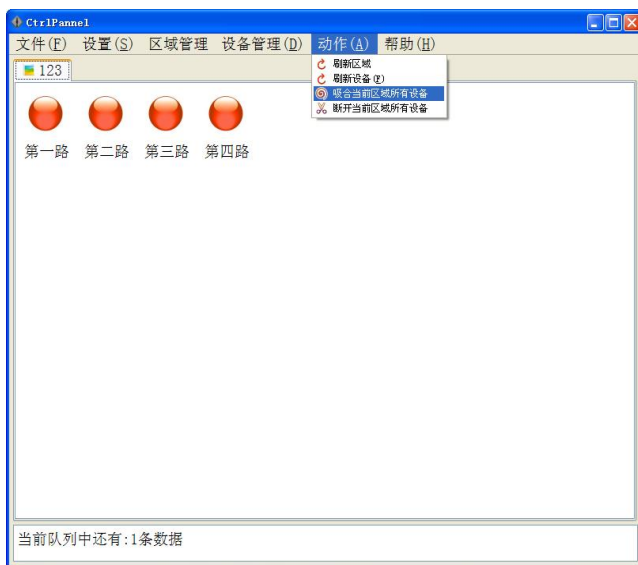 CtrlPannel
文件(F) 设置(S) 区域管理 设备管理(D) 动作(A) 帮助(H)
123
刷新区域
刷新设备(R)
吸合当前区域所有设备
断开当前区域所有设备
第一路 第二路 第三路 第四路
当前队列中还有:1条数据